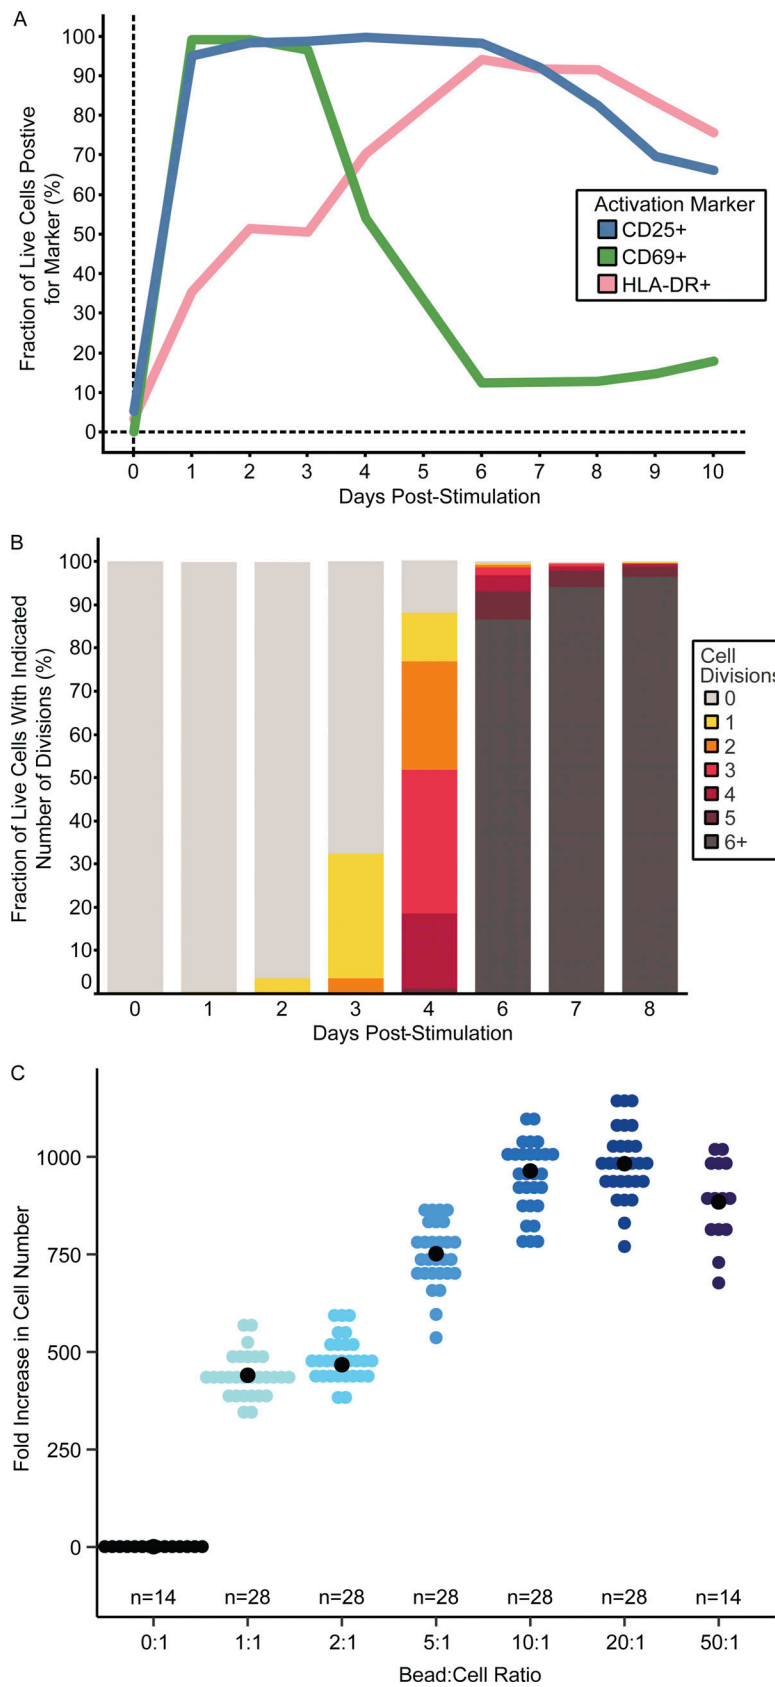 A
100
90
80
70
60
50
40
30
20
10
0
Fraction of Live Cells Postive
for Marker (%)
Activation Marker
CD25+
CD69+
HLA-DR+
0 1 2 3 4 5 6 7 8 9 10
Days Post-Stimulation
B
100
90
80
70
60
50
40
30
20
10
0
Fraction of Live Cells With Indicated
Number of Divisions (%)
Cell
Divisions
0
1
2
3
4
5
6+
0 1 2 3 4 6 7 8
Days Post-Stimulation
C
1000
750
500
250
0
Fold Increase in Cell Number
n=14 n=28 n=28 n=28 n=28 n=28 n=14
0:1 1:1 2:1 5:1 10:1 20:1 50:1
Bead:Cell Ratio